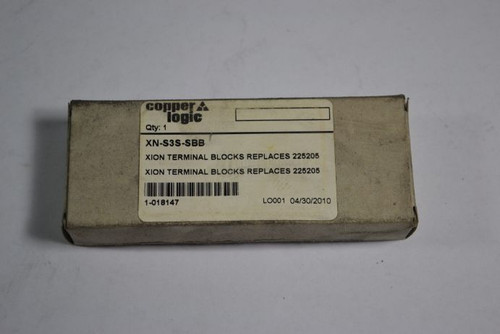 copper
logic
Qty: 1
XN-S3S-SBB
XION TERMINAL BLOCKS REPLACES 225205
XION TERMINAL BLOCKS REPLACES 225205
1-018147 LO001 04/30/2010